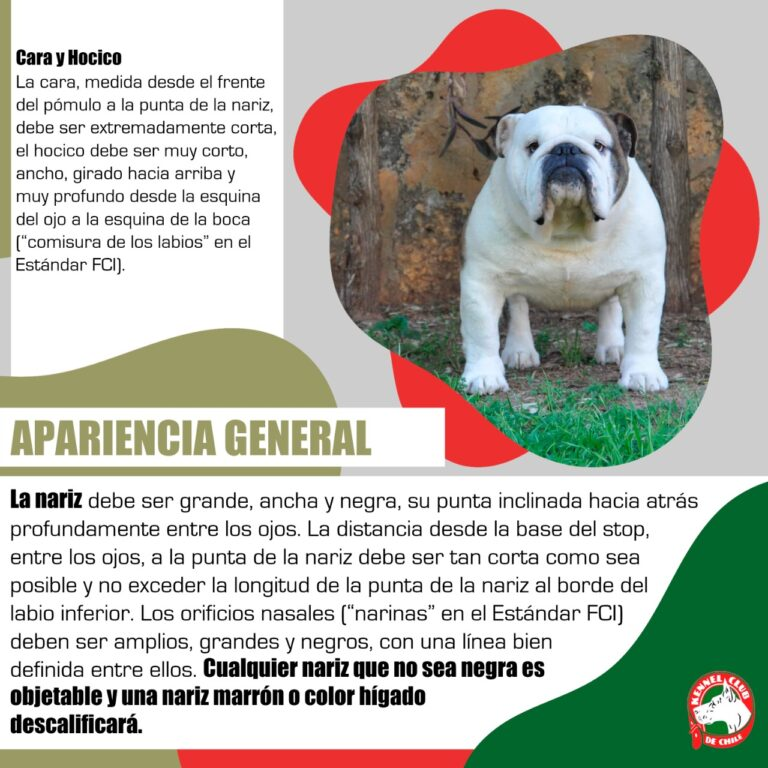 Cara y Hocico
La cara, medida desde el frente
del pómulo a la punta de la nariz,
debe ser extremadamente corta,
el hocico debe ser muy corto,
ancho, girado hacia arriba y
muy profundo desde la esquina
del ojo a la esquina de la boca
(“comisura de los labios” en el
Estándar FCI).
APARIENCIA GENERAL
La nariz debe ser grande, ancha y negra, su punta inclinada hacia atrás
profundamente entre los ojos. La distancia desde la base del stop,
entre los ojos, a la punta de la nariz debe ser tan corta como sea
posible y no exceder la longitud de la punta de la nariz al borde del
labio inferior. Los orificios nasales (“narinas” en el Estándar FCI)
deben ser amplios, grandes y negros, con una línea bien
definida entre ellos. Cualquier nariz que no sea negra es
objetable y una nariz marrón o color hígado
descalificará.
KENNEL CLUB
DE CHILE